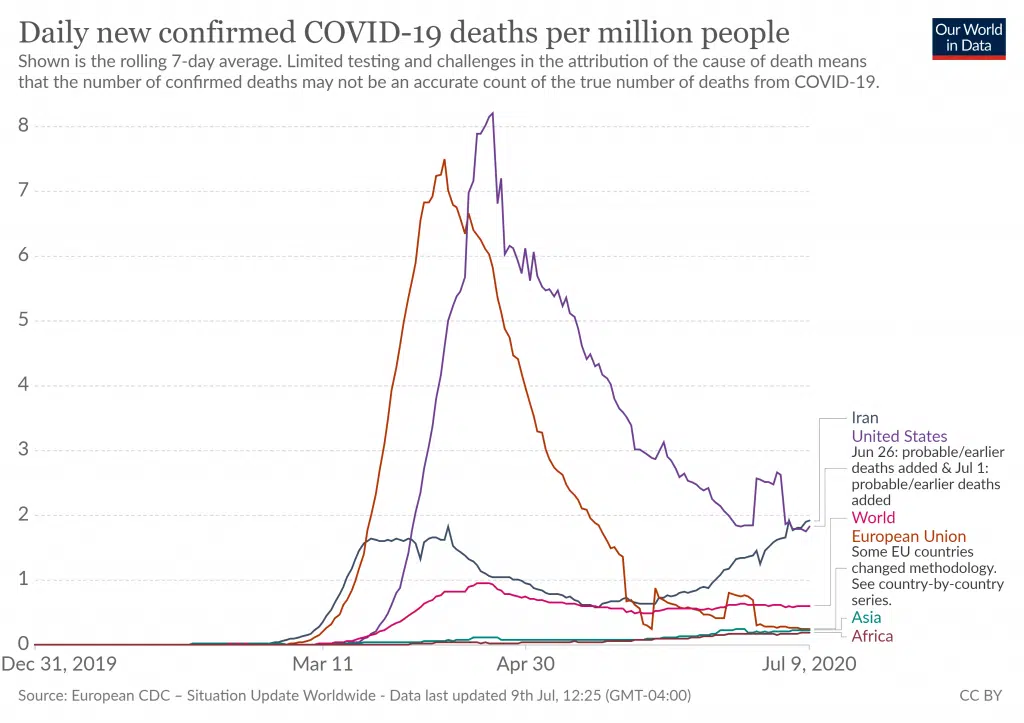 Daily new confirmed COVID-19 deaths per million people
Our World
in Data
Shown is the rolling 7-day average. Limited testing and challenges in the attribution of the cause of death means
that the number of confirmed deaths may not be an accurate count of the true number of deaths from COVID-19.
8
7
6
5
4
3
2
1
0
Iran
United States
Jun 26: probable/earlier
deaths added & Jul 1:
probable/earlier deaths
added
World
European Union
Some EU countries
changed methodology.
See country-by-country
series.
Asia
Africa
Dec 31, 2019
Mar 11
Apr 30
Jul 9, 2020
Source: European CDC – Situation Update Worldwide - Data last updated 9th Jul, 12:25 (GMT-04:00)
CC BY